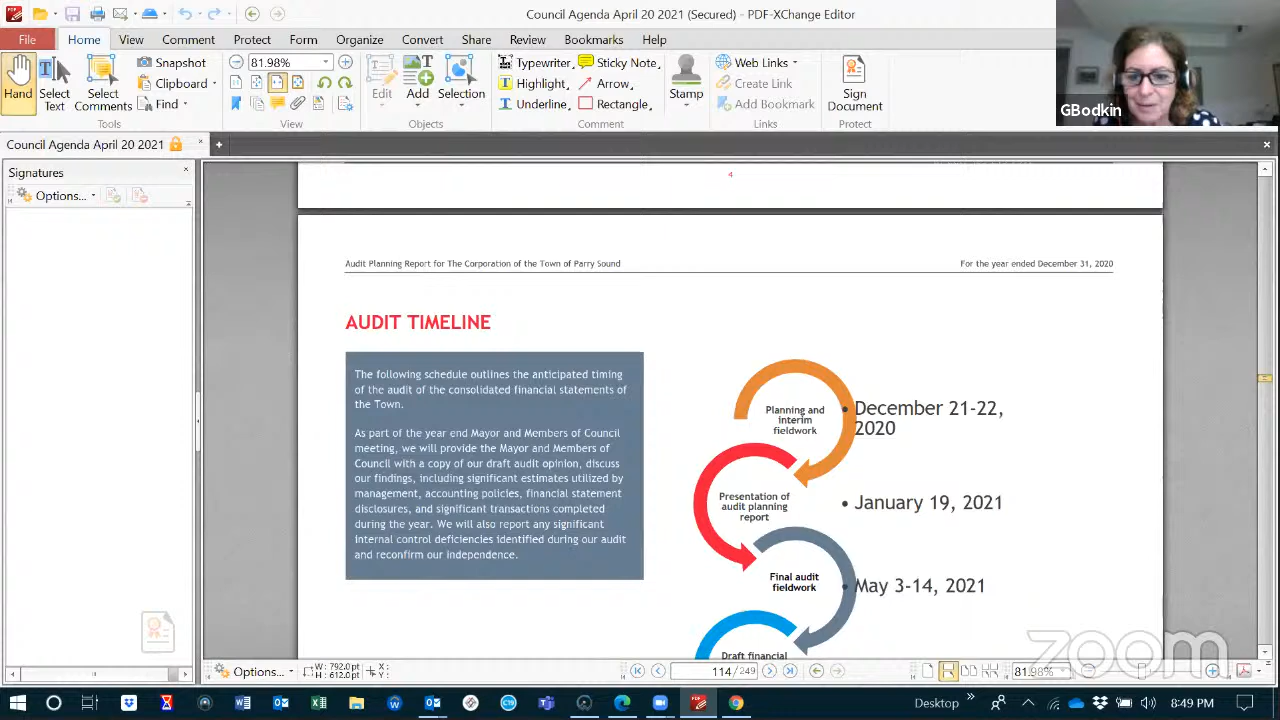 Council Agenda April 20 2021 (Secured) - PDF-XChange Editor
File Home View Comment Protect Form Organize Convert Share Review Bookmarks Help
Hand
Select
Text
Select
Comments
Snapshot
Clipboard
Find
Tools
81.98%
View
Edit
Add
Selection
Objects
Typewriter
Sticky Note
Highlight
Arrow
Underline
Rectangle
Comment
Stamp
Web Links
Create Link
Add Bookmark
Links
Sign
Document
Protect
GBodkin
Council Agenda April 20 2021
Signatures
Options...
4
Audit Planning Report for The Corporation of the Town of Parry Sound
For the year ended December 31, 2020
AUDIT TIMELINE
The following schedule outlines the anticipated timing
of the audit of the consolidated financial statements of
the Town.
As part of the year end Mayor and Members of Council
meeting, we will provide the Mayor and Members of
Council with a copy of our draft audit opinion, discuss
our findings, including significant estimates utilized by
management, accounting policies, financial statement
disclosures, and significant transactions completed
during the year. We will also report any significant
internal control deficiencies identified during our audit
and reconfirm our independence.
Planning and
interim
fieldwork
• December 21-22,
2020
Presentation of
audit planning
report
• January 19, 2021
Final audit
fieldwork
• May 3-14, 2021
Draft financial
zoom
Options...
W: 792.0 pt
H: 612.0 pt
X:
Y:
114 / 249
81.98%
Desktop
8:49 PM